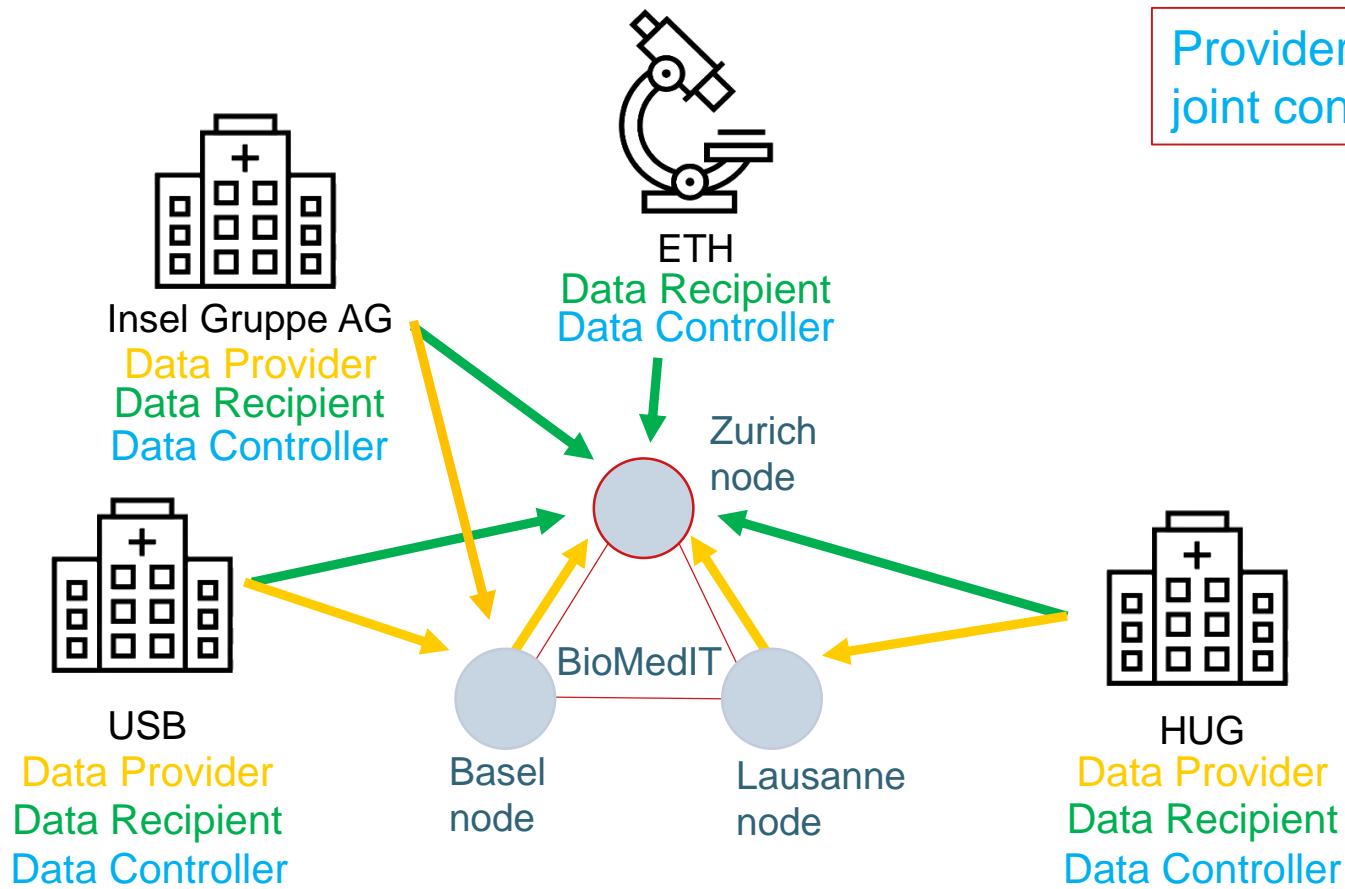 Provider
joint con
ETH
Data Recipient
Data Controller
Insel Gruppe AG
Data Provider
Data Recipient
Data Controller
Zurich
node
BioMedIT
USB
Data Provider
Data Recipient
Data Controller
Basel
node
Lausanne
node
HUG
Data Provider
Data Recipient
Data Controller